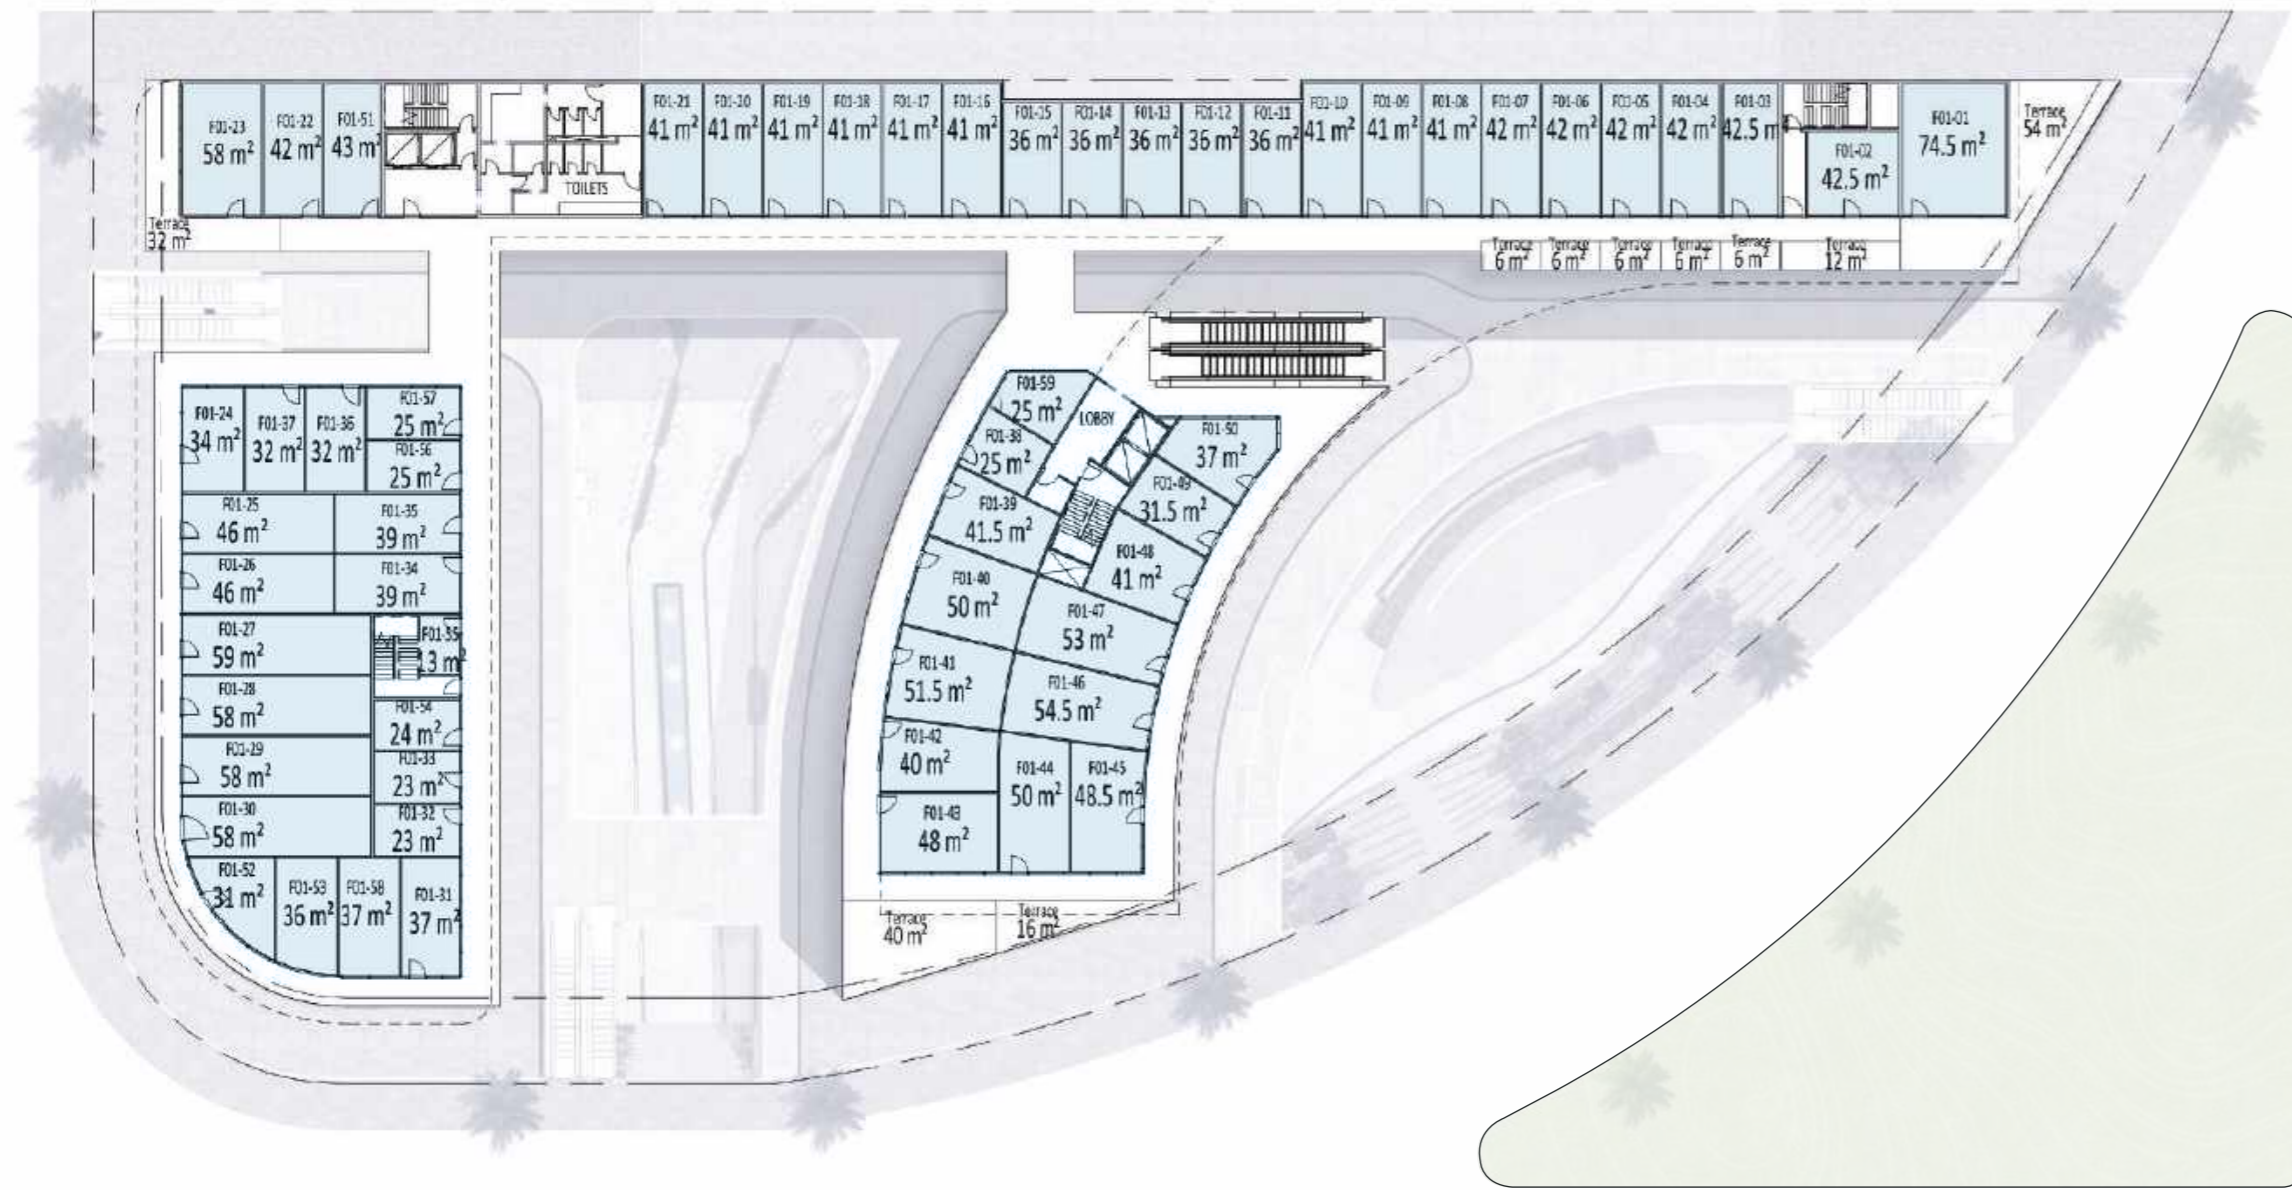 F01-23
58 m²
F01-22
42 m²
F01-51
43 m²
TOILETS
F01-21
41 m²
F01-20
41 m²
F01-19
41 m²
F01-18
41 m²
F01-17
41 m²
F01-16
41 m²
F01-15
36 m²
F01-14
36 m²
F01-13
36 m²
F01-12
36 m²
F01-11
36 m²
F01-10
41 m²
F01-09
41 m²
F01-08
41 m²
F01-07
42 m²
F01-06
42 m²
F01-05
42 m²
F01-04
42 m²
F01-03
42.5 m
F01-02
42.5 m²
F01-01
74.5 m²
Terrace
54 m²
Terrace
32 m²
Terrace
6 m²
Terrace
6 m²
Terrace
6 m²
Terrace
6 m²
Terrace
6 m²
Terrace
12 m²
F01-24
34 m²
F01-37
32 m²
F01-36
32 m²
F01-57
25 m²
F01-56
25 m²
F01-25
46 m²
F01-35
39 m²
F01-26
46 m²
F01-34
39 m²
F01-27
59 m²
F01-35
13 m²
F01-28
58 m²
F01-54
24 m²
F01-29
58 m²
F01-33
23 m²
F01-30
58 m²
F01-32
23 m²
F01-52
31 m²
F01-53
36 m²
F01-58
37 m²
F01-31
37 m²
F01-59
25 m²
LOBBY
F01-38
25 m²
F01-50
37 m²
F01-49
31.5 m²
F01-39
41.5 m²
F01-48
41 m²
F01-40
50 m²
F01-47
53 m²
F01-41
51.5 m²
F01-46
54.5 m²
F01-42
40 m²
F01-44
50 m²
F01-45
48.5 m²
F01-43
48 m²
Terrace
40 m²
Terrace
16 m²